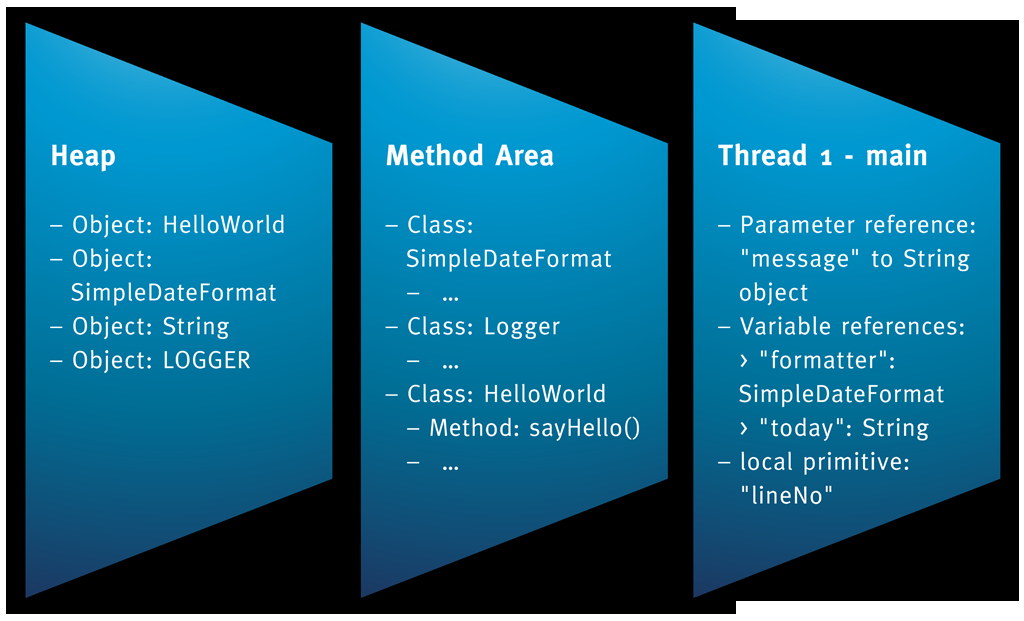 Heap
– Object: HelloWorld
– Object:
SimpleDateFormat
– Object: String
– Object: LOGGER
Method Area
– Class:
SimpleDateFormat
– ...
– Class: Logger
– ...
– Class: HelloWorld
– Method: sayHello()
– ...
Thread 1 - main
– Parameter reference:
"message" to String
object
– Variable references:
› "formatter":
SimpleDateFormat
› "today": String
– local primitive:
"lineNo"